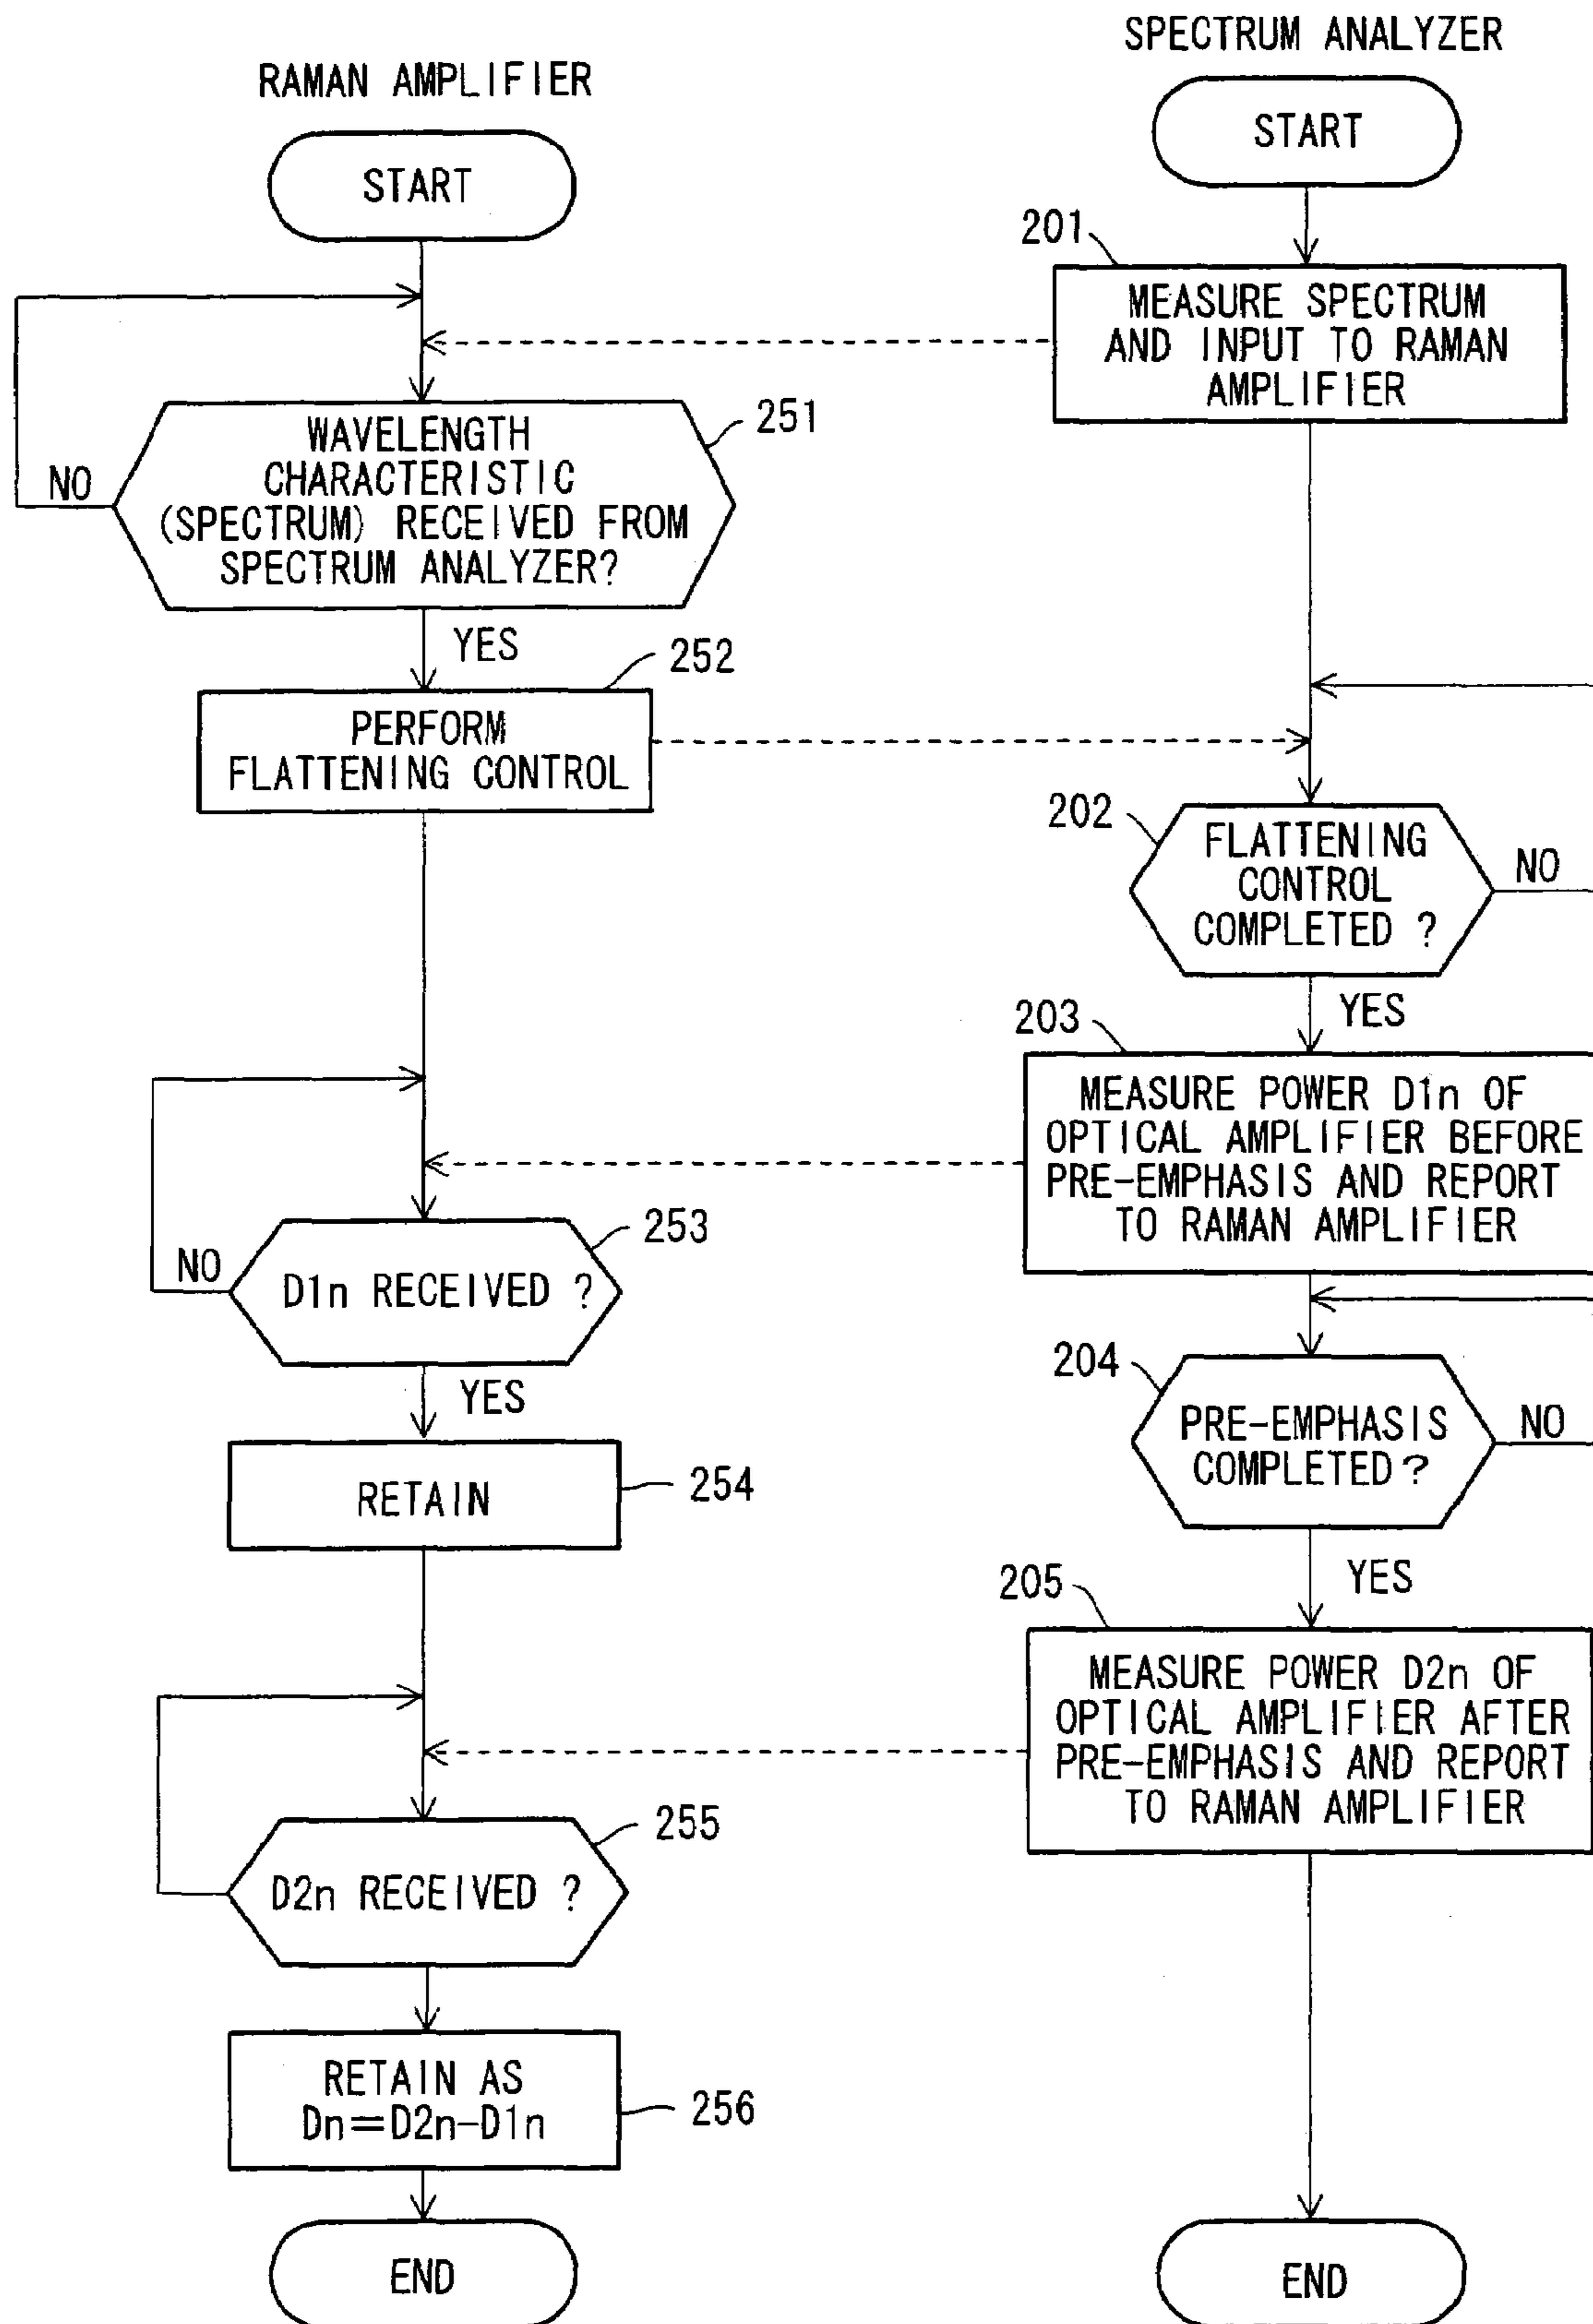 RAMAN AMPLIFIER
START
251
WAVELENGTH
CHARACTERISTIC
(SPECTRUM) RECEIVED FROM
SPECTRUM ANALYZER?
NO
YES
252
PERFORM
FLATTENING CONTROL
253
D1n RECEIVED ?
NO
YES
254
RETAIN
255
D2n RECEIVED ?
RETAIN AS
Dn=D2n-D1n
256
END
SPECTRUM ANALYZER
START
201
MEASURE SPECTRUM
AND INPUT TO RAMAN
AMPLIFIER
202
FLATTENING
CONTROL
COMPLETED ?
NO
YES
203
MEASURE POWER D1n OF
OPTICAL AMPLIFIER BEFORE
PRE-EMPHASIS AND REPORT
TO RAMAN AMPLIFIER
204
PRE-EMPHASIS
COMPLETED?
NO
YES
205
MEASURE POWER D2n OF
OPTICAL AMPLIFIER AFTER
PRE-EMPHASIS AND REPORT
TO RAMAN AMPLIFIER
END